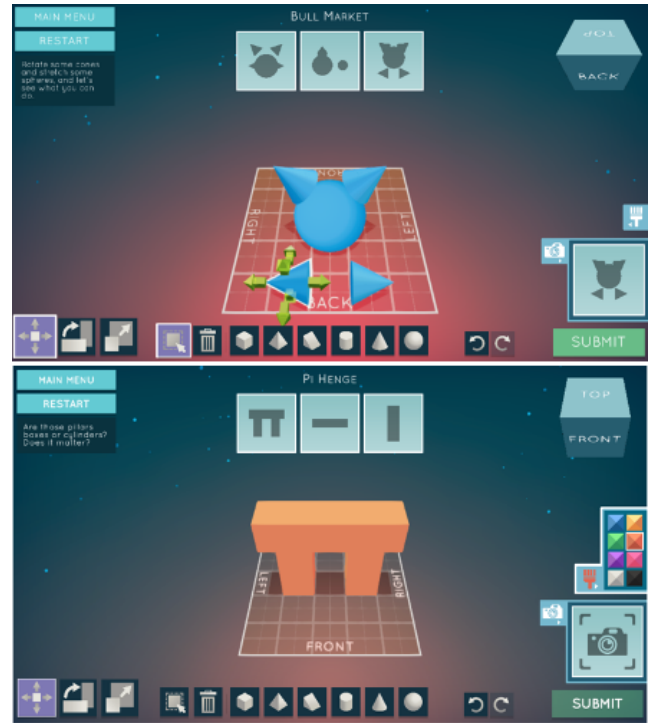 MAIN MENU
RESTART
Rotate some cones
and stretch some
spheres, and let's
see what you can
do.
BULL MARKET
TOP
BACK
RIGHT
LEFT
BACK
SUBMIT
MAIN MENU
RESTART
Are those pillars
boxes or cylinders?
Does it matter?
PI HENGE
TOP
FRONT
LEFT
RIGHT
FRONT
SUBMIT